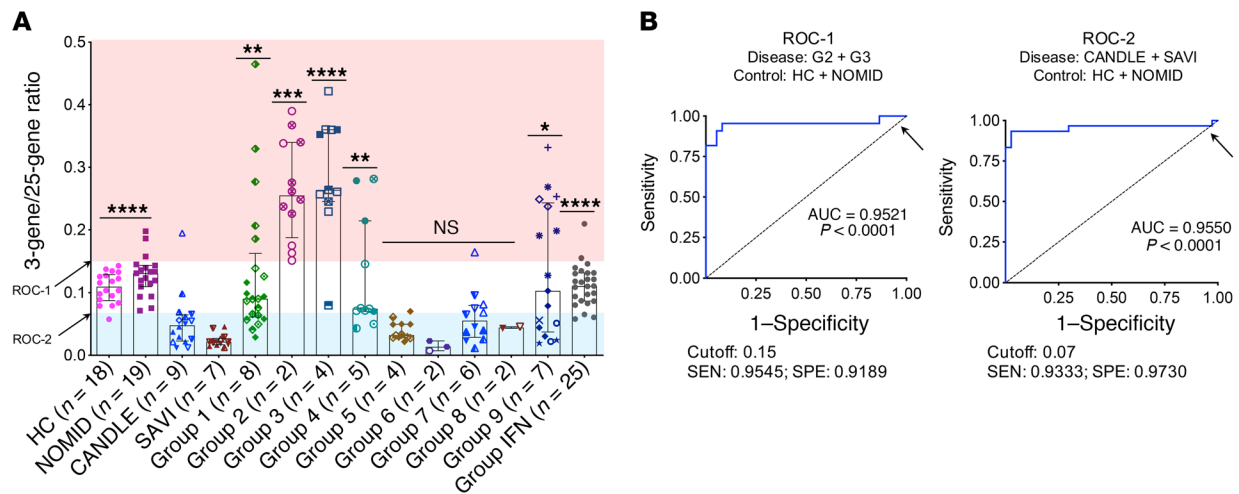 A
3-gene/25-gene ratio
0.5
0.4
0.3
0.2
0.1
0.0
ROC-1
ROC-2
****
**
***
****
**
NS
*
****
HC (n = 18)
NOMID (n = 19)
CANDLE (n = 9)
SAVI (n = 7)
Group 1 (n = 8)
Group 2 (n = 2)
Group 3 (n = 4)
Group 4 (n = 5)
Group 5 (n = 4)
Group 6 (n = 2)
Group 7 (n = 6)
Group 8 (n = 2)
Group 9 (n = 7)
Group IFN (n = 25)
B
ROC-1
Disease: G2 + G3
Control: HC + NOMID
Sensitivity
1.00
0.75
0.50
0.25
0.00
AUC = 0.9521
P < 0.0001
0.25 0.75 1.00
1–Specificity
Cutoff: 0.15
SEN: 0.9545; SPE: 0.9189
ROC-2
Disease: CANDLE + SAVI
Control: HC + NOMID
Sensitivity
1.00
0.75
0.50
0.25
0.00
AUC = 0.9550
P < 0.0001
0.25 0.75 1.00
1–Specificity
Cutoff: 0.07
SEN: 0.9333; SPE: 0.9730